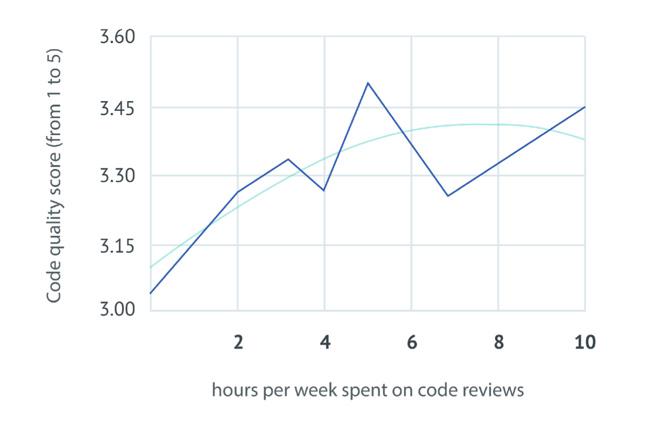 Code quality score (from 1 to 5)
3.60
3.45
3.30
3.15
3.00
2 4 6 8 10
hours per week spent on code reviews